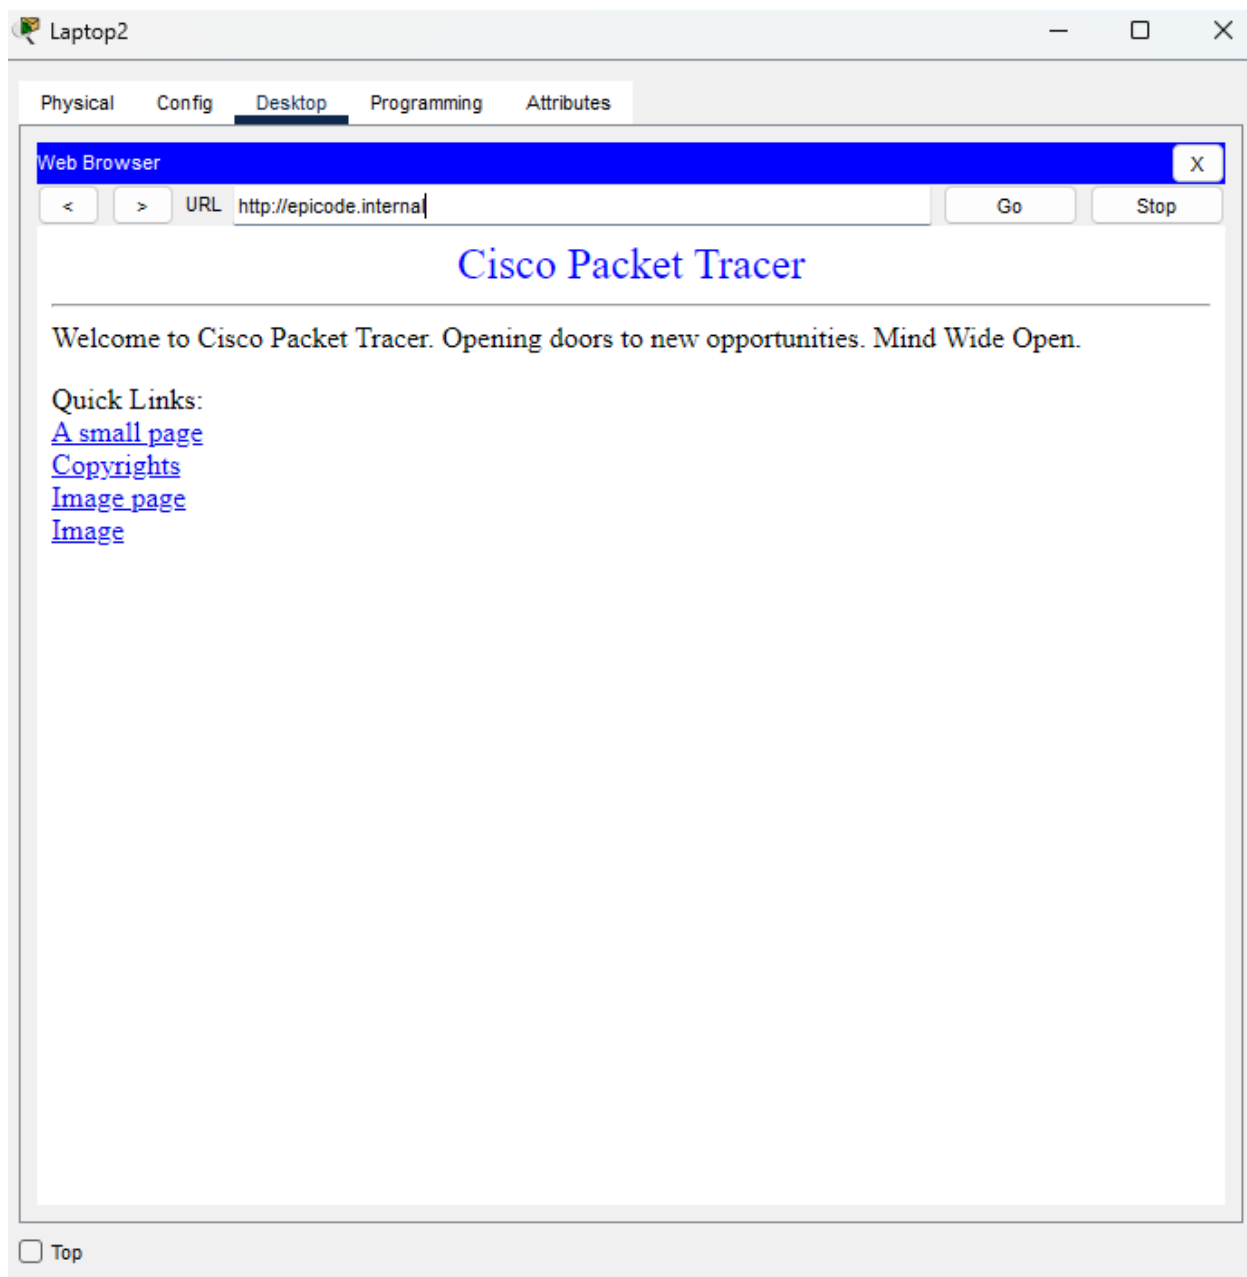 Laptop2
Physical Config Desktop Programming Attributes
Web Browser X
< > URL http://epicode.internal Go Stop
Cisco Packet Tracer
Welcome to Cisco Packet Tracer. Opening doors to new opportunities. Mind Wide Open.
Quick Links:
A small page
Copyrights
Image page
Image
Top